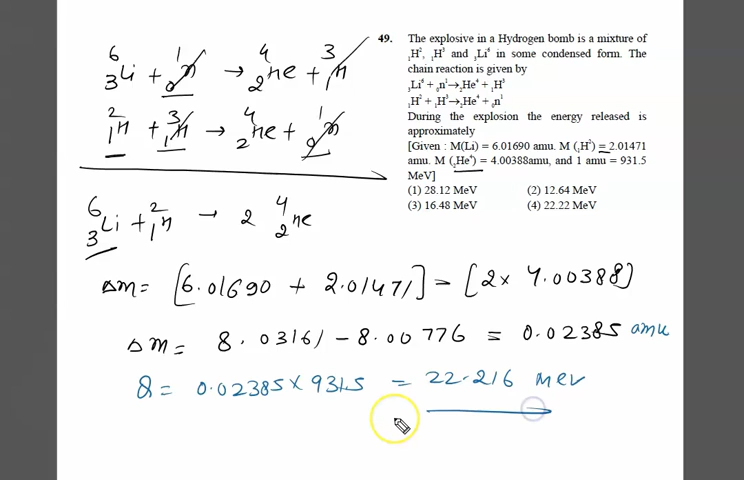 ⁶₃Li + ¹₀n → ⁴₂He + ³₁H
²₁H + ³₁H → ⁴₂He + ¹₀n
⁶₃Li + ²₁H → 2 ⁴₂He
Δm = [6.01690 + 2.01471] = [2 × 4.00388]
Δm = 8.03161 - 8.00776 = 0.02385 amu
Q = 0.02385 × 931.5 = 22.216 MeV
49. The explosive in a Hydrogen bomb is a mixture of
₁H², ₁H³ and ₃Li⁶ in some condensed form. The
chain reaction is given by
₃Li⁶ + ₀n¹ → ₂He⁴ + ₁H³
₁H² + ₁H³ → ₂He⁴ + ₀n¹
During the explosion the energy released is
approximately
[Given : M(Li) = 6.01690 amu. M (₁H²) = 2.01471
amu. M (₂He⁴) = 4.00388amu, and 1 amu = 931.5
MeV]
(1) 28.12 MeV (2) 12.64 MeV
(3) 16.48 MeV (4) 22.22 MeV